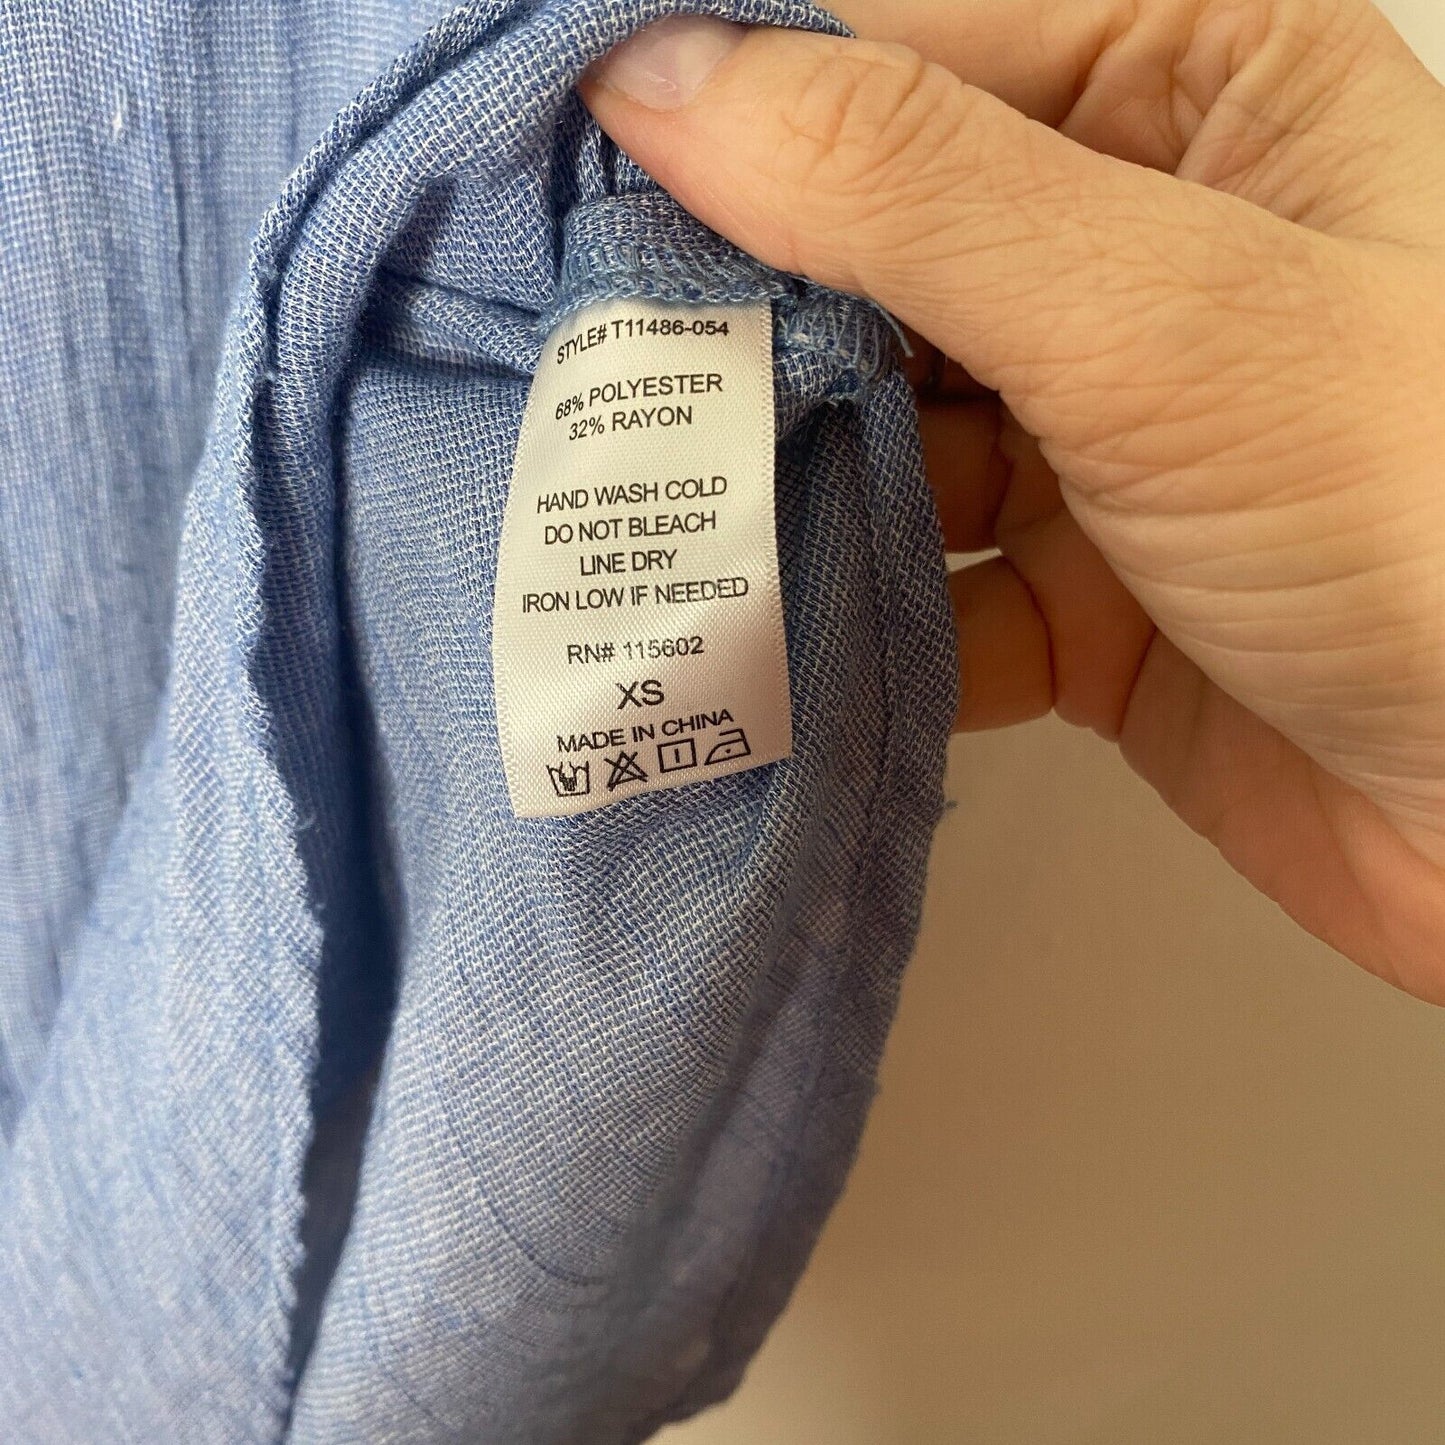 STYLE# T11486-054
68% POLYESTER
32% RAYON
HAND WASH COLD
DO NOT BLEACH
LINE DRY
IRON LOW IF NEEDED
RN# 115602
XS
MADE IN CHINA